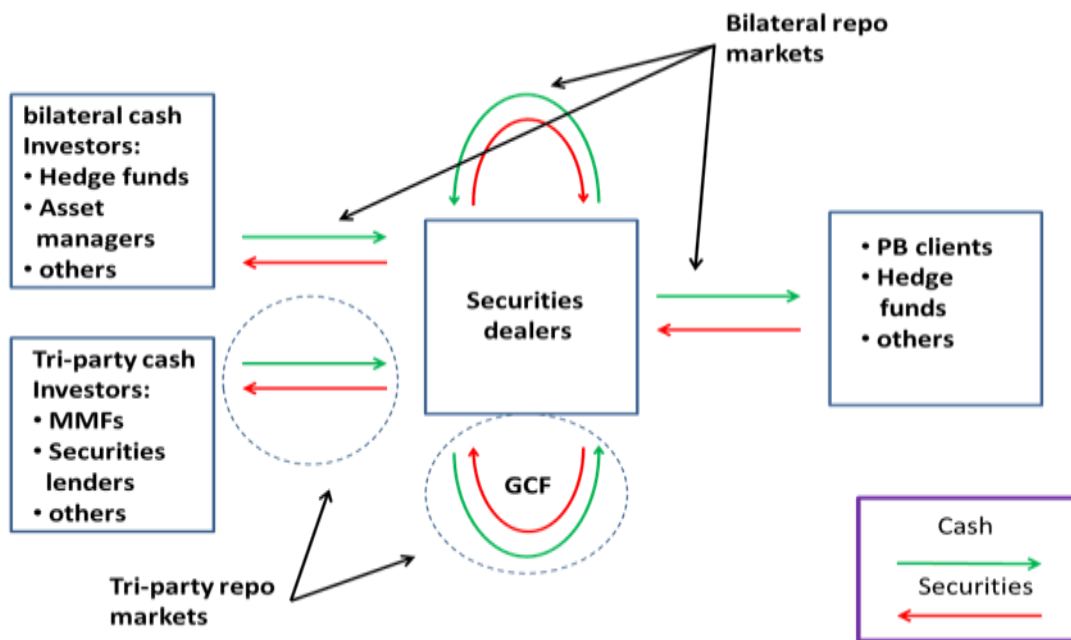 Bilateral repo
markets
bilateral cash
Investors:
• Hedge funds
• Asset
managers
• others
Securities
dealers
• PB clients
• Hedge
funds
• others
Tri-party cash
Investors:
• MMFs
• Securities
lenders
• others
GCF
Tri-party repo
markets
Cash
Securities